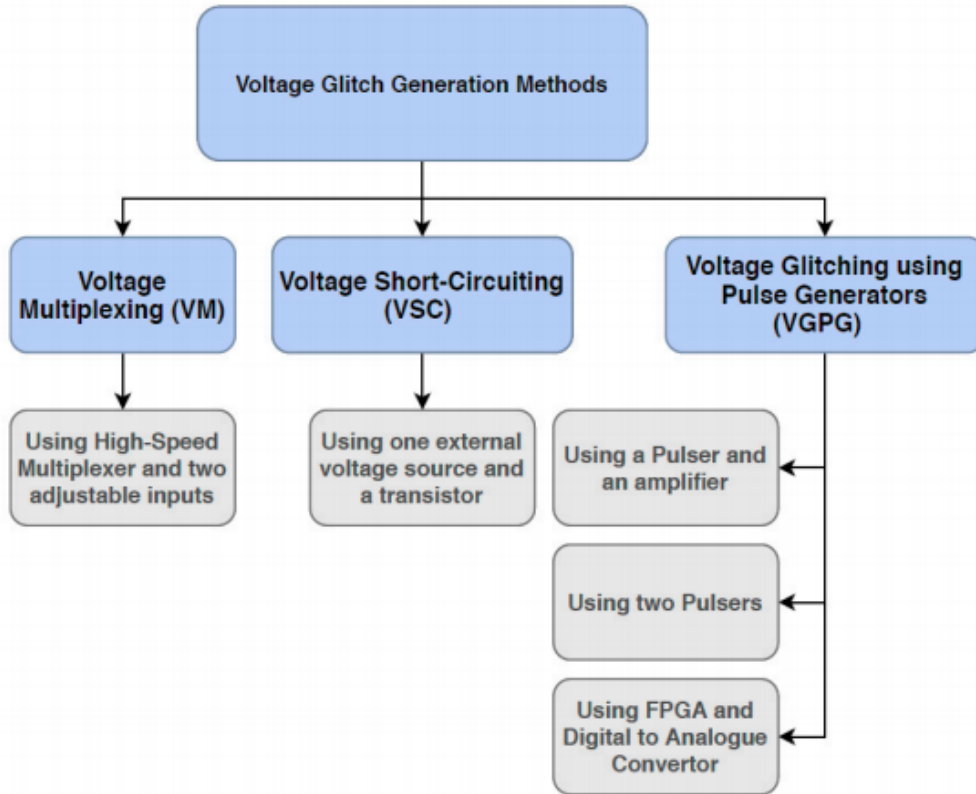 Voltage Glitch Generation Methods
Voltage
Multiplexing (VM)
Voltage Short-Circuiting
(VSC)
Voltage Glitching using
Pulse Generators
(VGPG)
Using High-Speed
Multiplexer and two
adjustable inputs
Using one external
voltage source and
a transistor
Using a Pulser and
an amplifier
Using two Pulsers
Using FPGA and
Digital to Analogue
Convertor